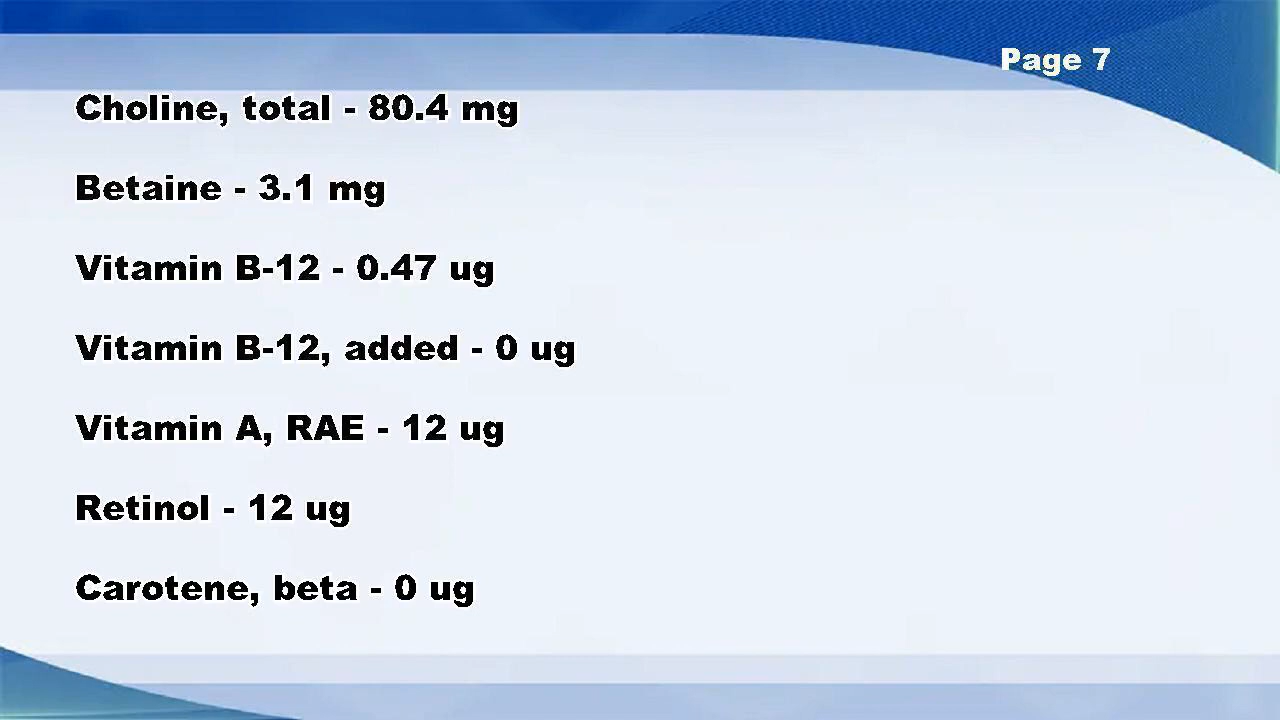 Page 7
Choline, total - 80.4 mg
Betaine - 3.1 mg
Vitamin B-12 - 0.47 ug
Vitamin B-12, added - 0 ug
Vitamin A, RAE - 12 ug
Retinol - 12 ug
Carotene, beta - 0 ug